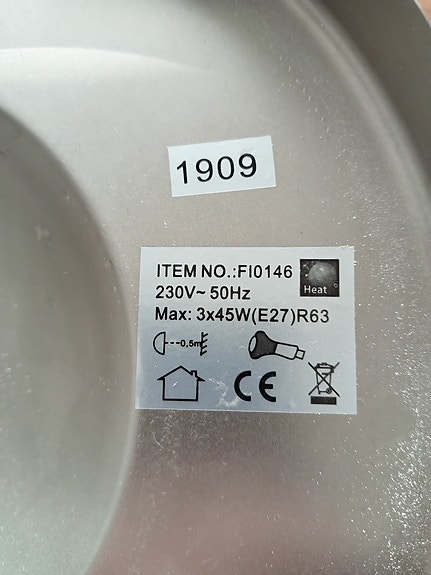 1909
ITEM NO.:FI0146
Heat
230V~ 50Hz
Max: 3x45W(E27)R63
0,5m
CE